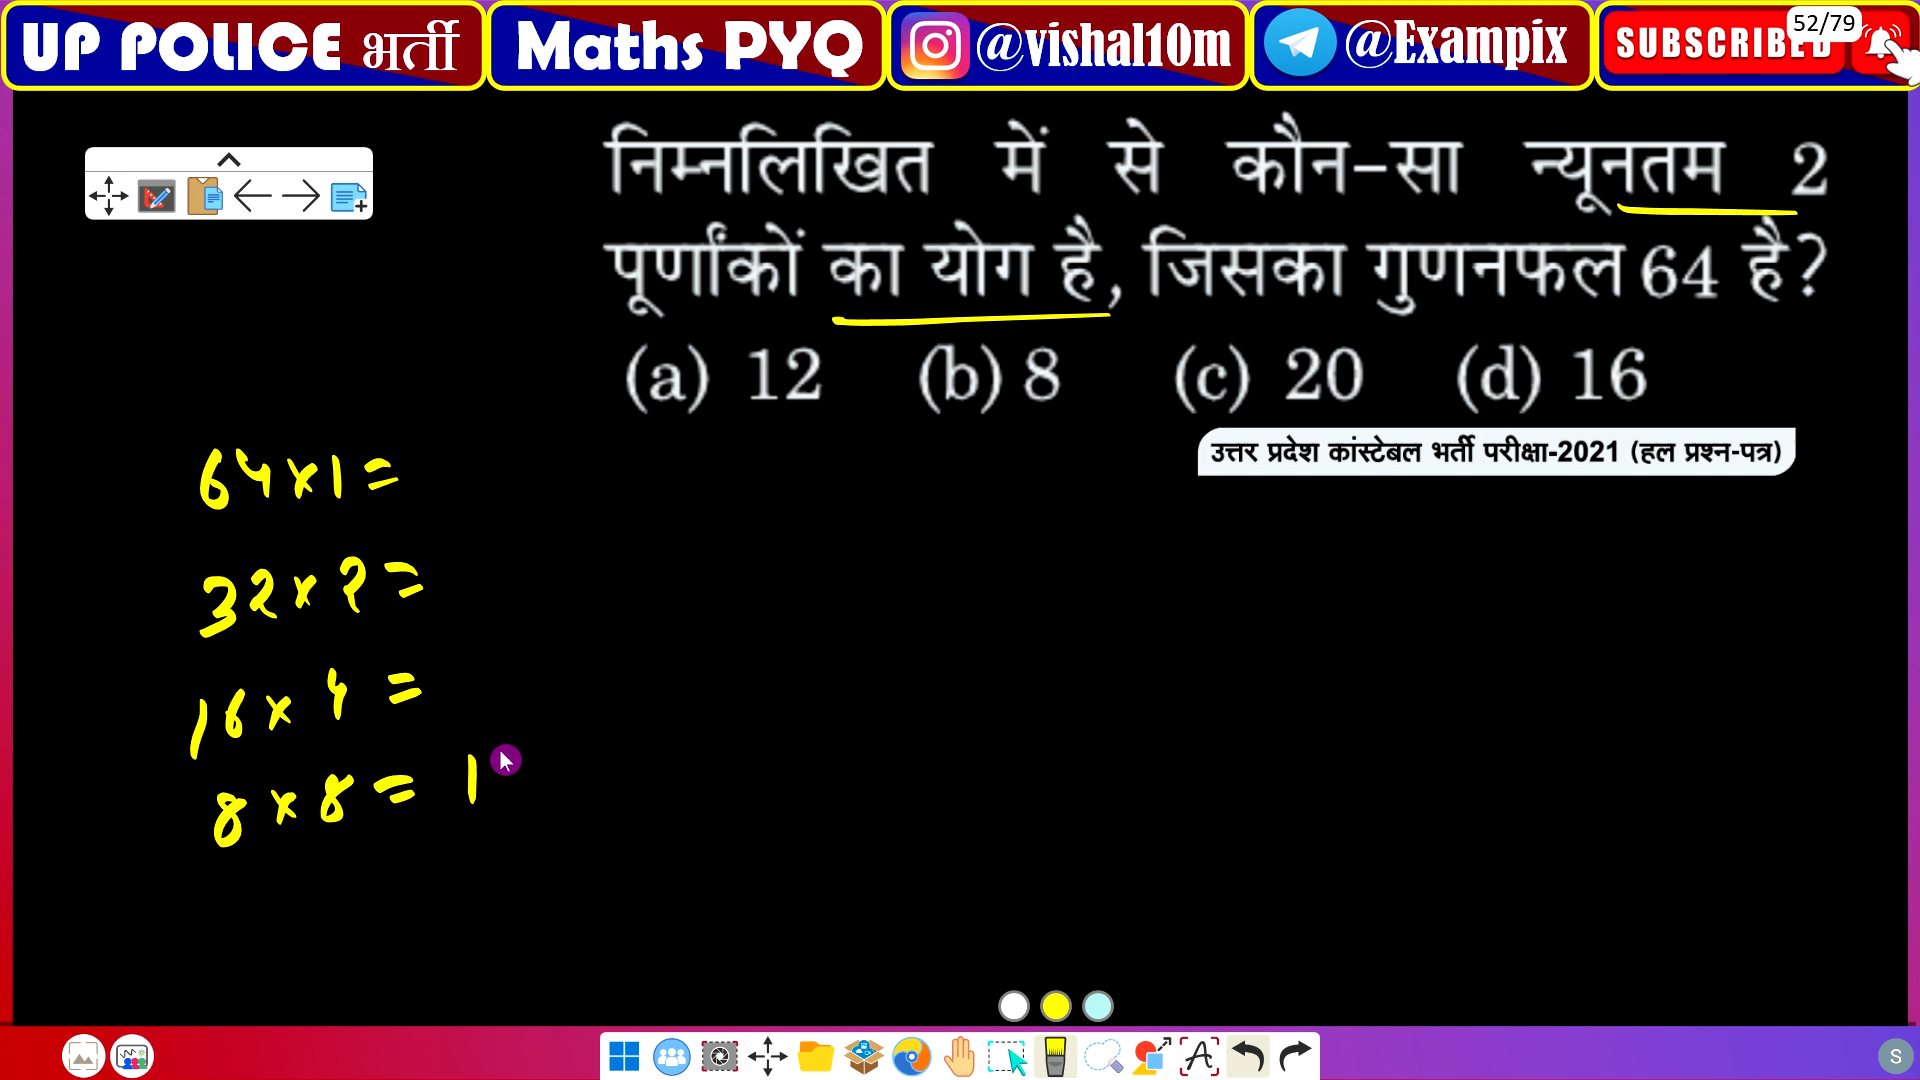 UP POLICE भर्ती Maths PYQ @vishal10m @Exampix SUBSCRIBED 52/79
निम्नलिखित में से कौन-सा न्यूनतम 2
पूर्णांकों का योग है, जिसका गुणनफल 64 है?
(a) 12 (b) 8 (c) 20 (d) 16
उत्तर प्रदेश कांस्टेबल भर्ती परीक्षा-2021 (हल प्रश्न-पत्र)
64×1=
32×2=
16×4=
8×8= 1
S